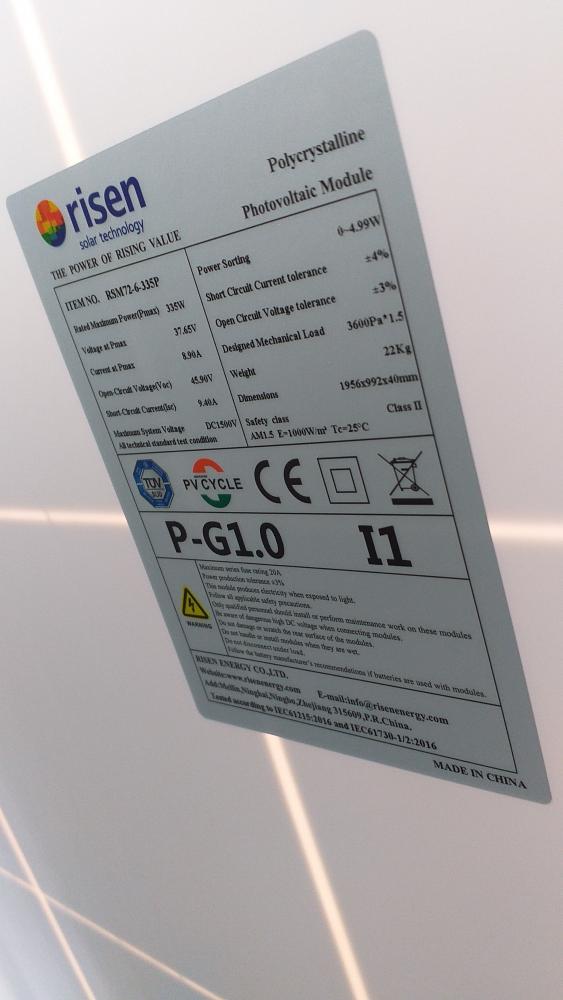 risen
solar technology
THE POWER OF RISING VALUE
Polycrystalline
Photovoltaic Module
ITEM NO. RSM72-6-335P
Rated Maximum Power(Pmax) 335W
Voltage at Pmax 37.65V
Current at Pmax 8.90A
Open-Circuit Voltage(Voc) 45.90V
Short-Circuit Current(Isc) 9.40A
Maximum System Voltage DC1500V
All technical standard test condition
Power Sorting 0~4.99W
Short Circuit Current tolerance ±4%
Open Circuit Voltage tolerance ±3%
Designed Mechanical Load 3600Pa*1.5
Weight 22Kg
Dimensions 1956x992x40mm
Safety class Class II
AM1.5 E=1000W/m² Tc=25°C
TÜV
SÜD
PV CYCLE
CE
P-G1.0 I1
WARNING
Maximum series fuse rating 20A
Power production tolerance ±3%
This module produces electricity when exposed to light.
Follow all applicable safety precautions.
Only qualified personnel should install or perform maintenance work on these modules
Be aware of dangerous high DC voltage when connecting modules.
Do not damage or scratch the rear surface of the modules.
Do not handle or install modules when they are wet.
Do not disconnect under load.
Follow the battery manufacturer's recommendations if batteries are used with modules.
RISEN ENERGY CO.,LTD.
Website:www.risenenergy.com E-mail:info@risenenergy.com
Add:Meilin,Ninghai,Ningbo,Zhejiang 315609,P.R.China.
Tested according to IEC61215:2016 and IEC61730-1/2:2016
MADE IN CHINA